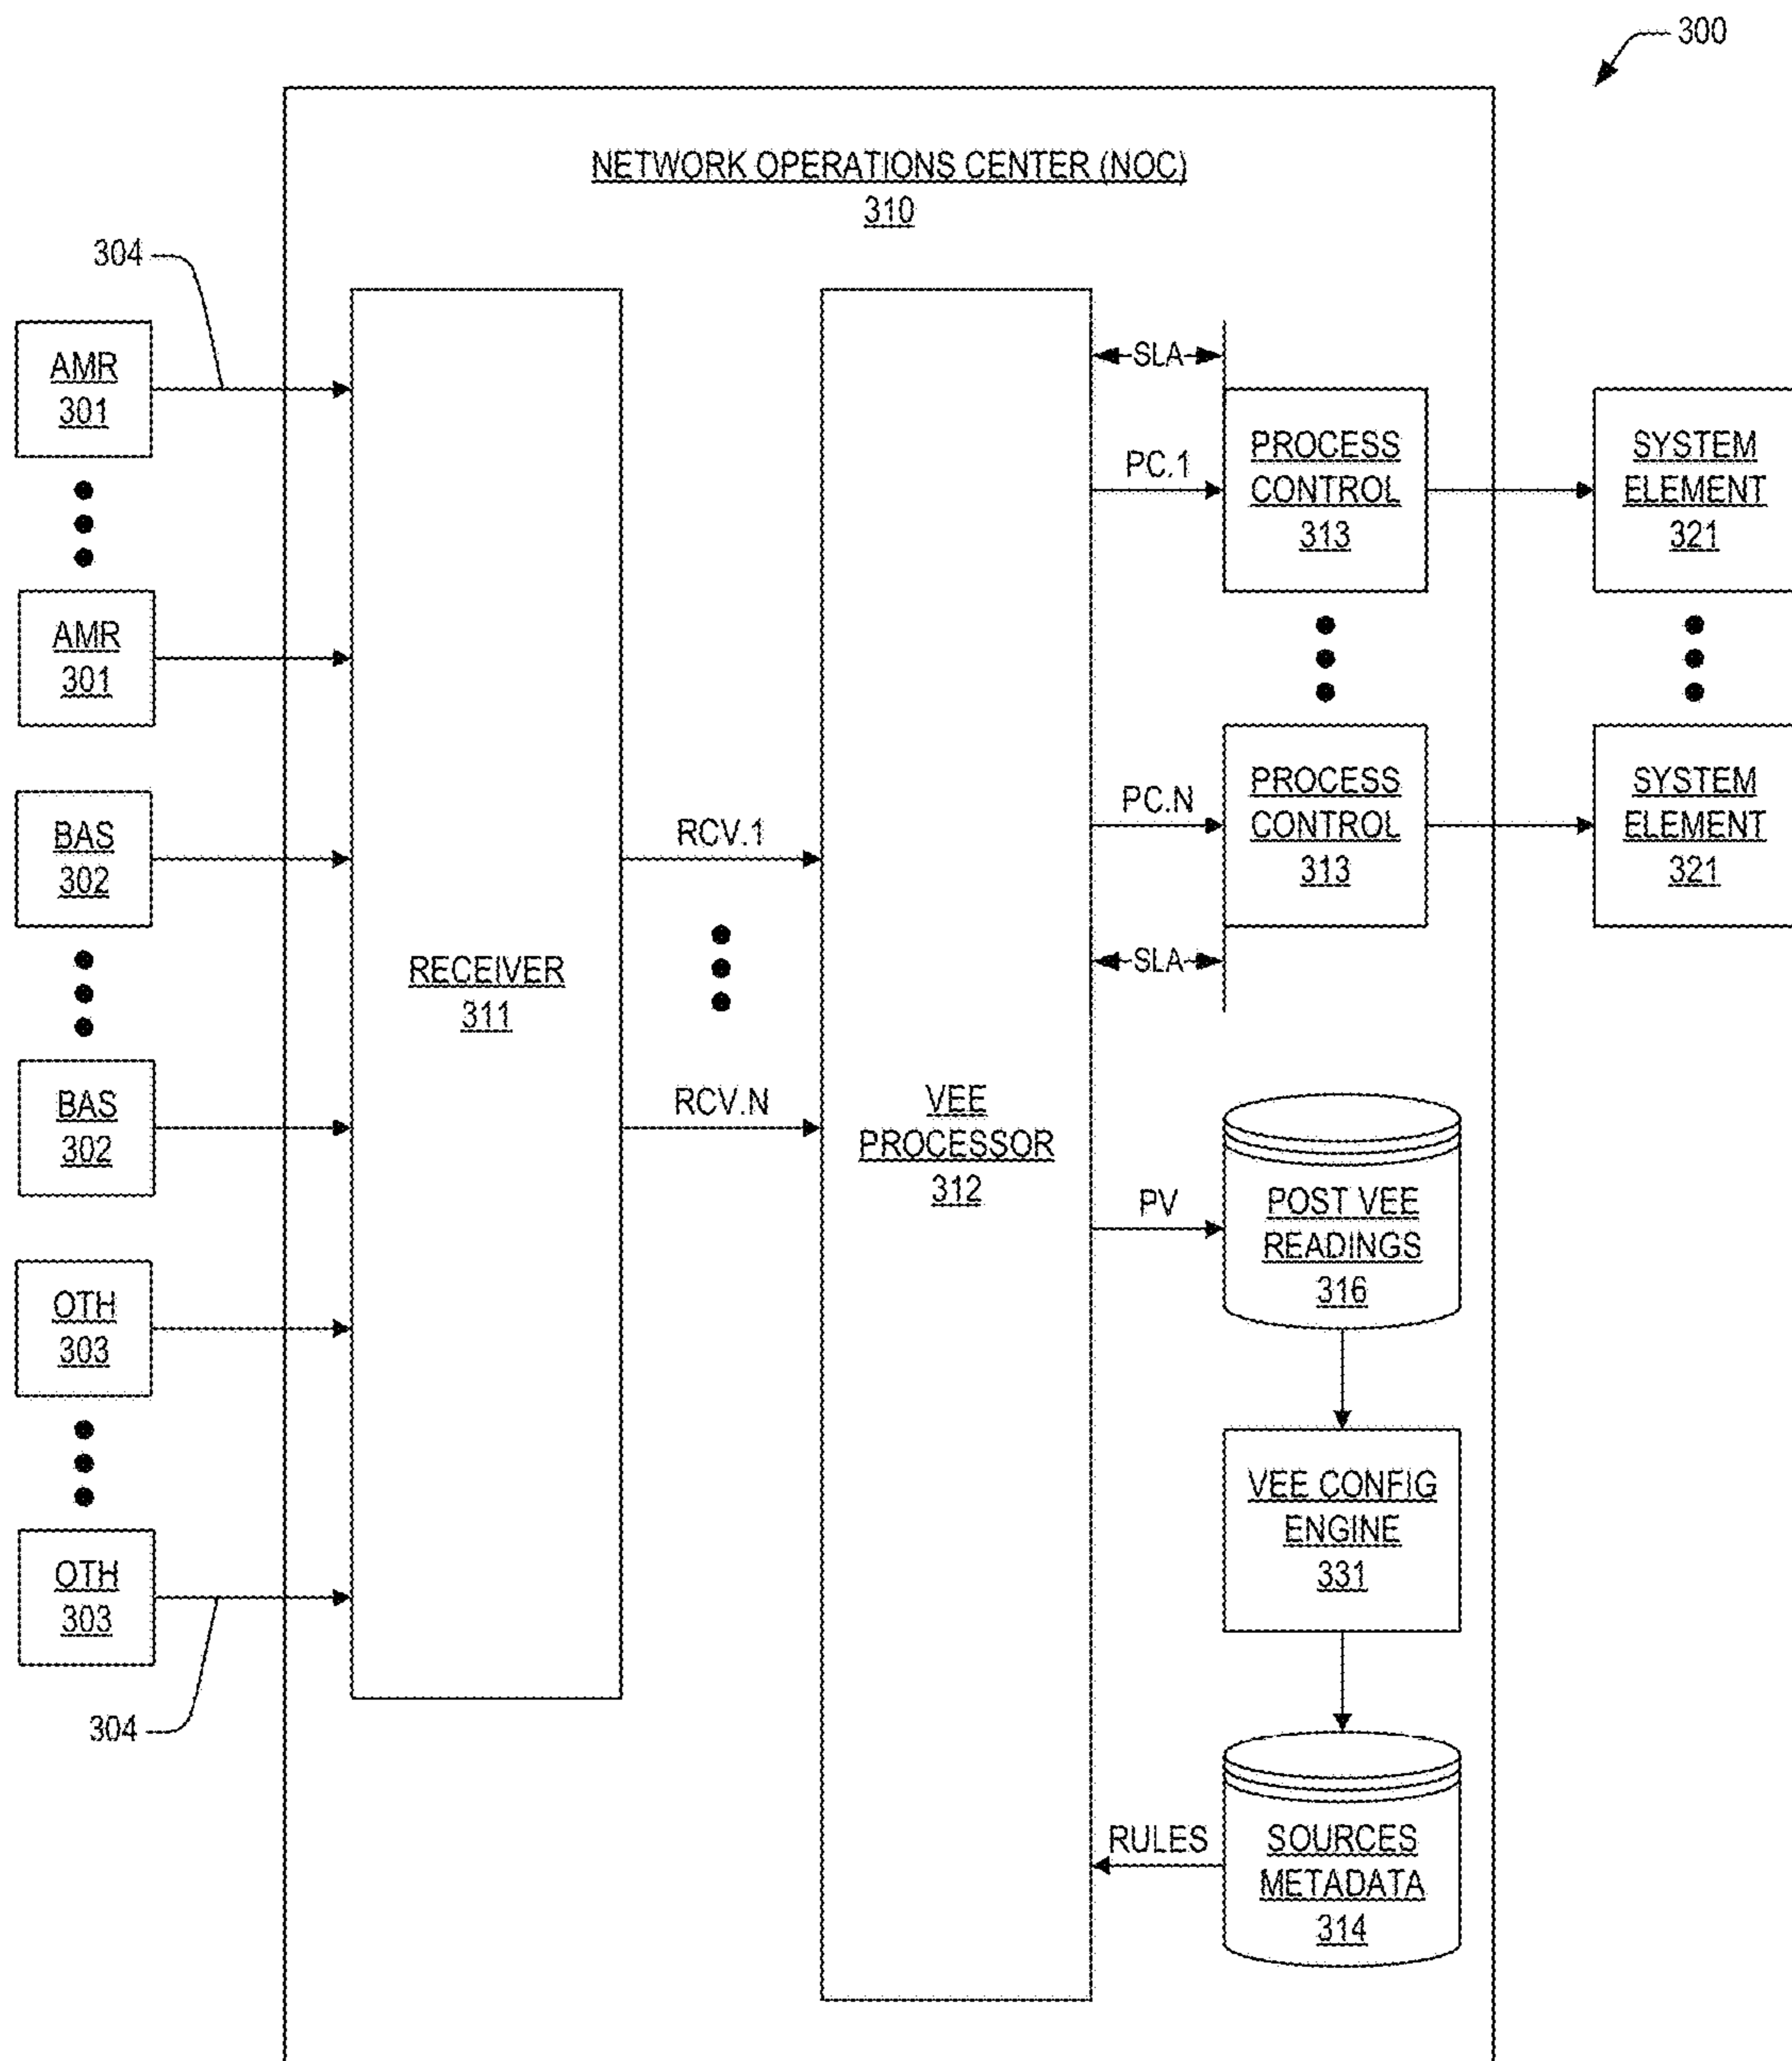 300
NETWORK OPERATIONS CENTER (NOC)
310
304
AMR
301
AMR
301
BAS
302
BAS
302
OTH
303
OTH
303
304
RECEIVER
311
RCV.1
RCV.N
VEE
PROCESSOR
312
SLA
PC.1
PROCESS
CONTROL
313
SYSTEM
ELEMENT
321
PC.N
PROCESS
CONTROL
313
SYSTEM
ELEMENT
321
SLA
PV
POST VEE
READINGS
316
VEE CONFIG
ENGINE
331
RULES
SOURCES
METADATA
314